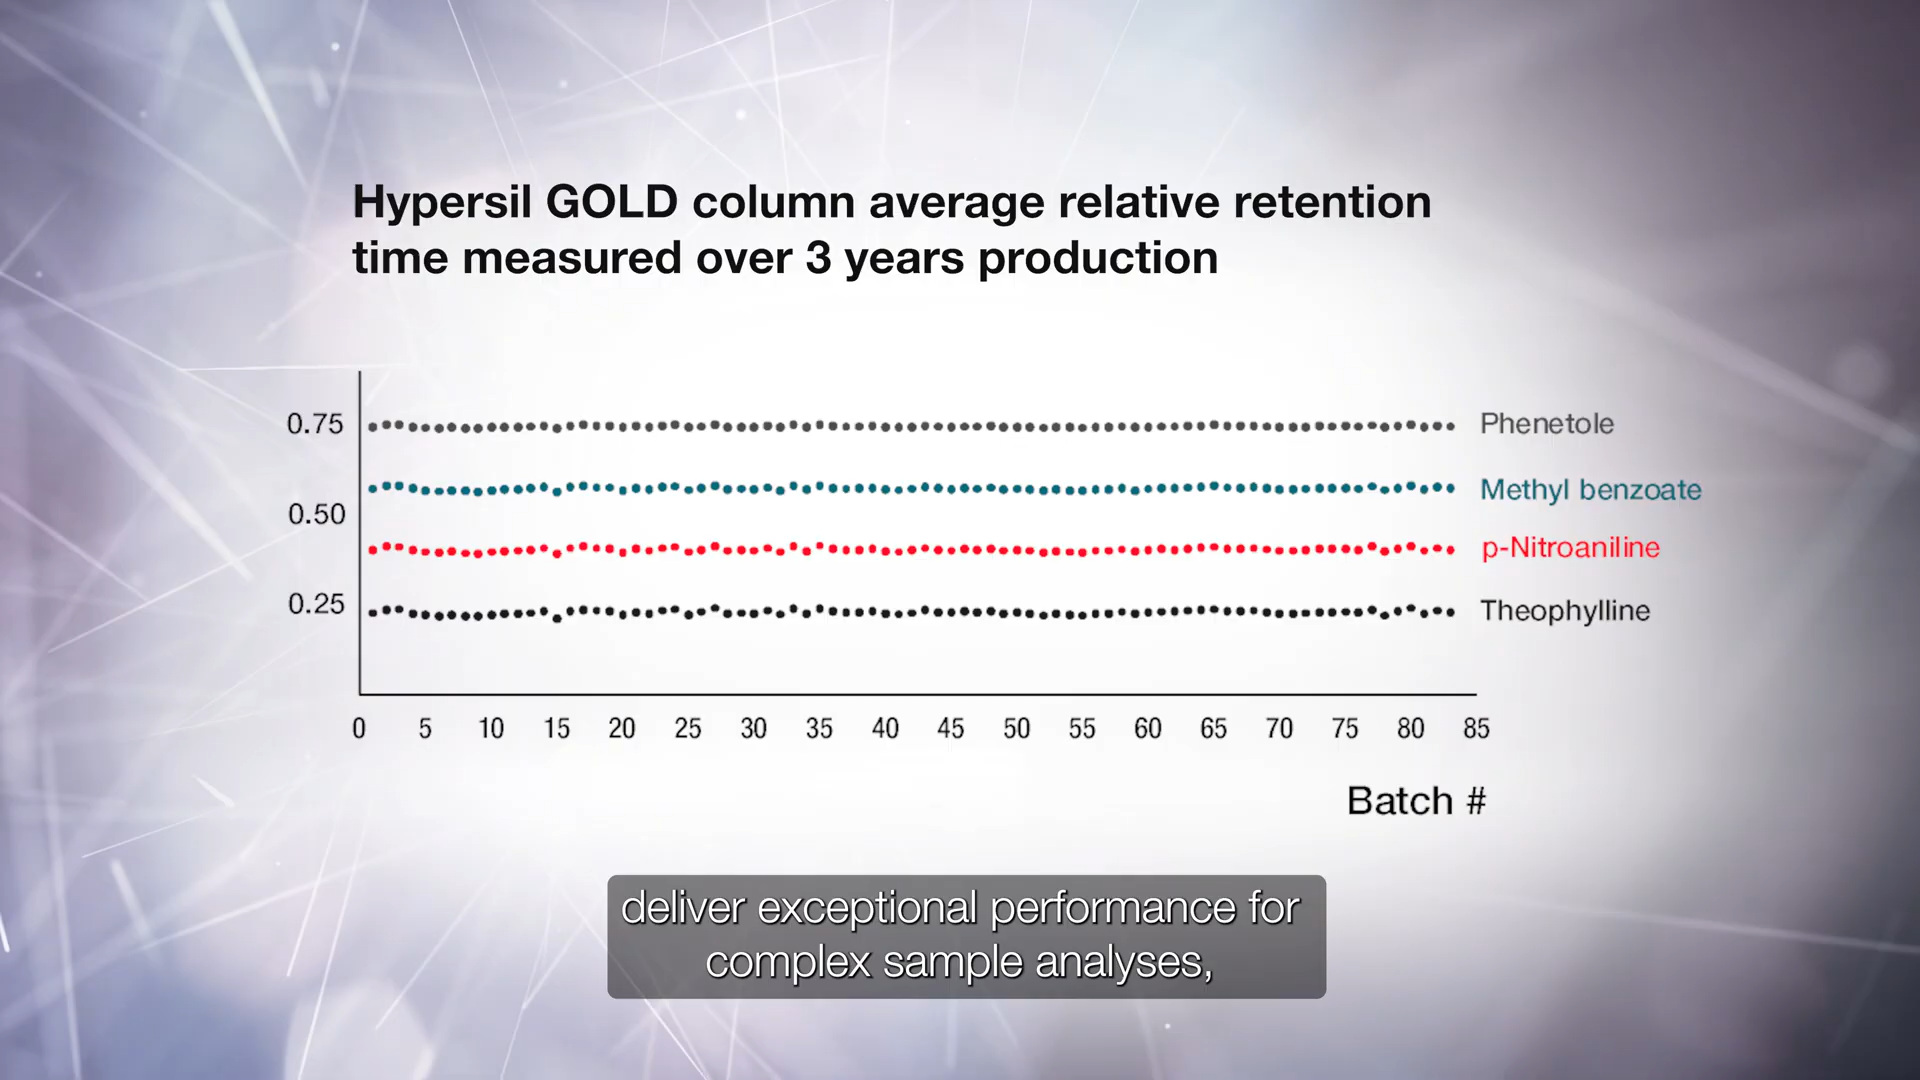 Hypersil GOLD column average relative retention
time measured over 3 years production
0.75
Phenetole
Methyl benzoate
0.50
p-Nitroaniline
0.25
Theophylline
0 5 10 15 20 25 30 35 40 45 50 55 60 65 70 75 80 85
Batch #
deliver exceptional performance for
complex sample analyses,